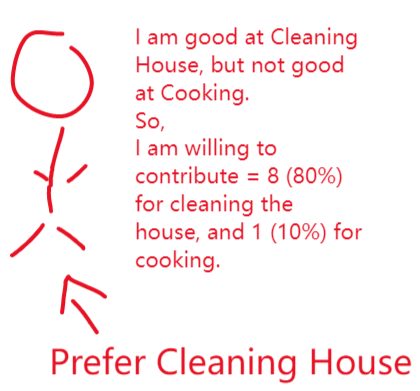 I am good at Cleaning
House, but not good
at Cooking.
So,
I am willing to
contribute = 8 (80%)
for cleaning the
house, and 1 (10%) for
cooking.
Prefer Cleaning House